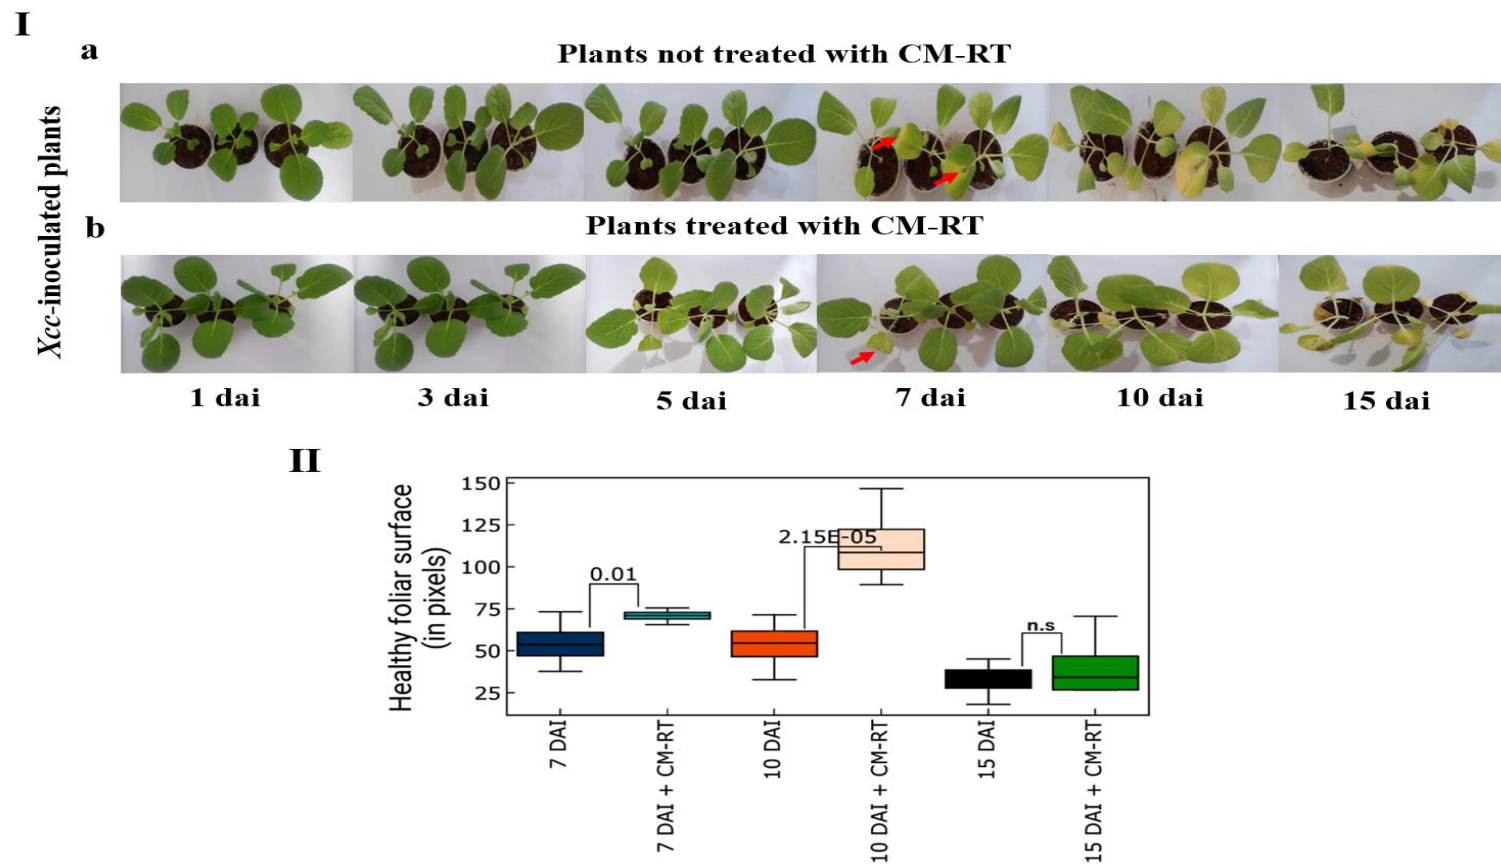 I
a
Plants not treated with CM-RT
Xcc-inoculated plants
b
Plants treated with CM-RT
1 dai
3 dai
5 dai
7 dai
10 dai
15 dai
II
Healthy foliar surface
(in pixels)
150
125
100
75
50
25
0.01
2.15E-05
n.s
7 DAI
7 DAI + CM-RT
10 DAI
10 DAI + CM-RT
15 DAI
15 DAI + CM-RT